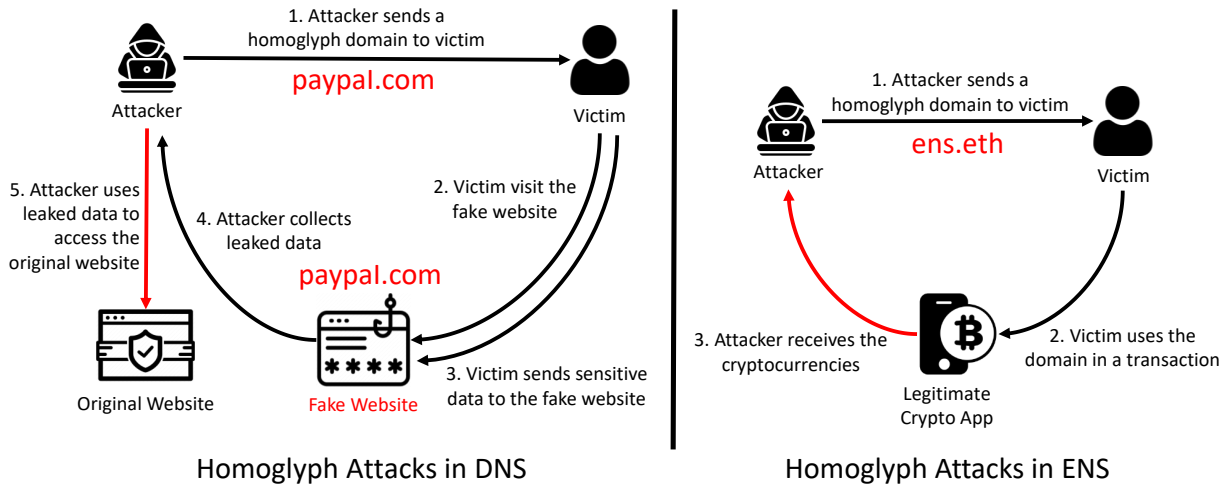 1. Attacker sends a
homoglyph domain to victim
paypal.com
Attacker
Victim
5. Attacker uses
leaked data to
access the
original website
4. Attacker collects
leaked data
2. Victim visit the
fake website
paypal.com
****
3. Victim sends sensitive
data to the fake website
Original Website
Fake Website
Homoglyph Attacks in DNS
1. Attacker sends a
homoglyph domain to victim
ens.eth
Attacker
Victim
3. Attacker receives the
cryptocurrencies
2. Victim uses the
domain in a transaction
Legitimate
Crypto App
Homoglyph Attacks in ENS